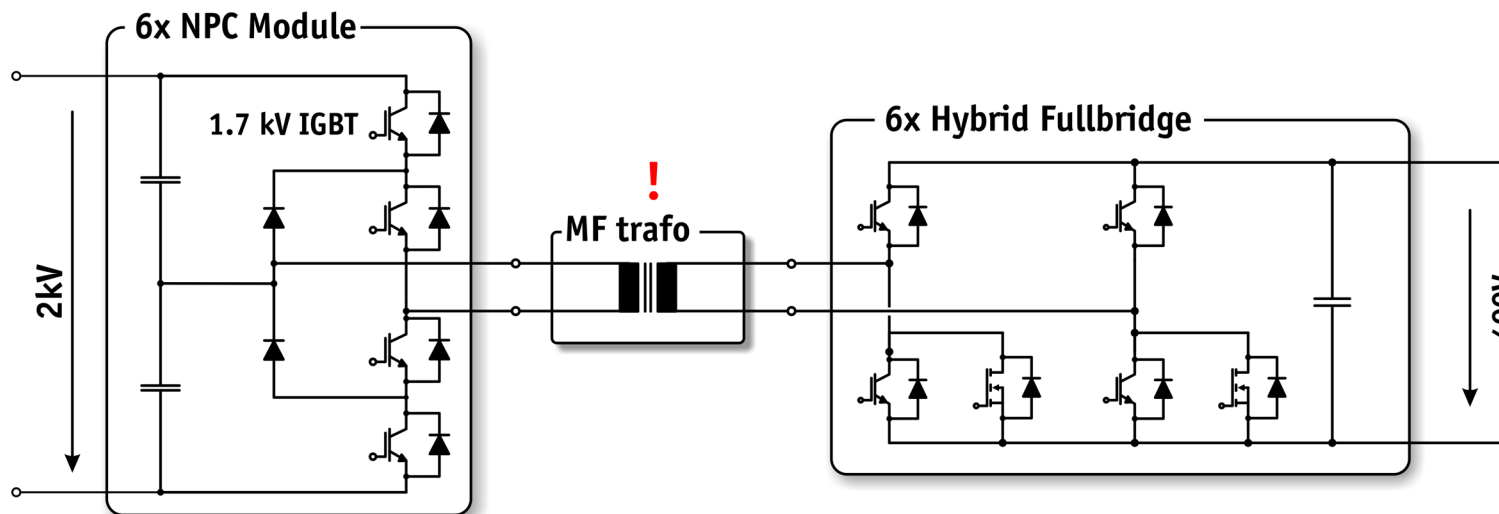 6x NPC Module
1.7 kV IGBT
2kV
!
MF trafo
6x Hybrid Fullbridge